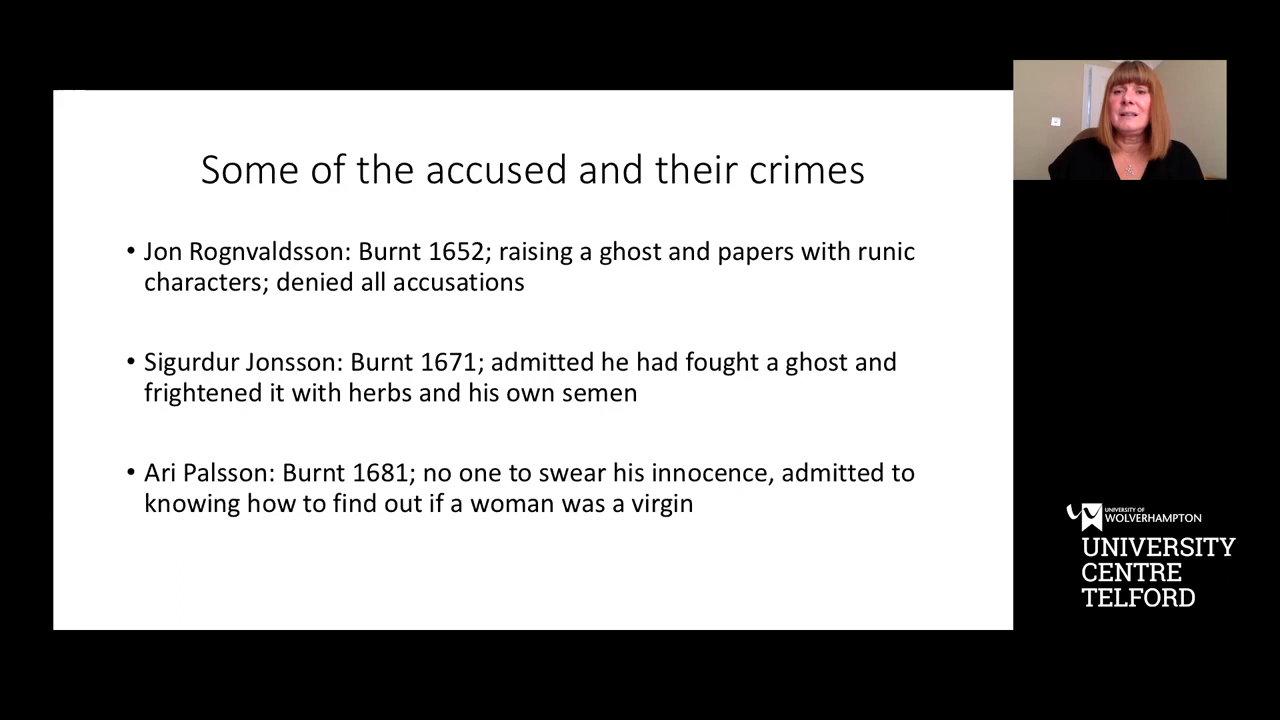 Some of the accused and their crimes
• Jon Rognvaldsson: Burnt 1652; raising a ghost and papers with runic
characters; denied all accusations
• Sigurdur Jonsson: Burnt 1671; admitted he had fought a ghost and
frightened it with herbs and his own semen
• Ari Palsson: Burnt 1681; no one to swear his innocence, admitted to
knowing how to find out if a woman was a virgin
UNIVERSITY OF
WOLVERHAMPTON
UNIVERSITY
CENTRE
TELFORD